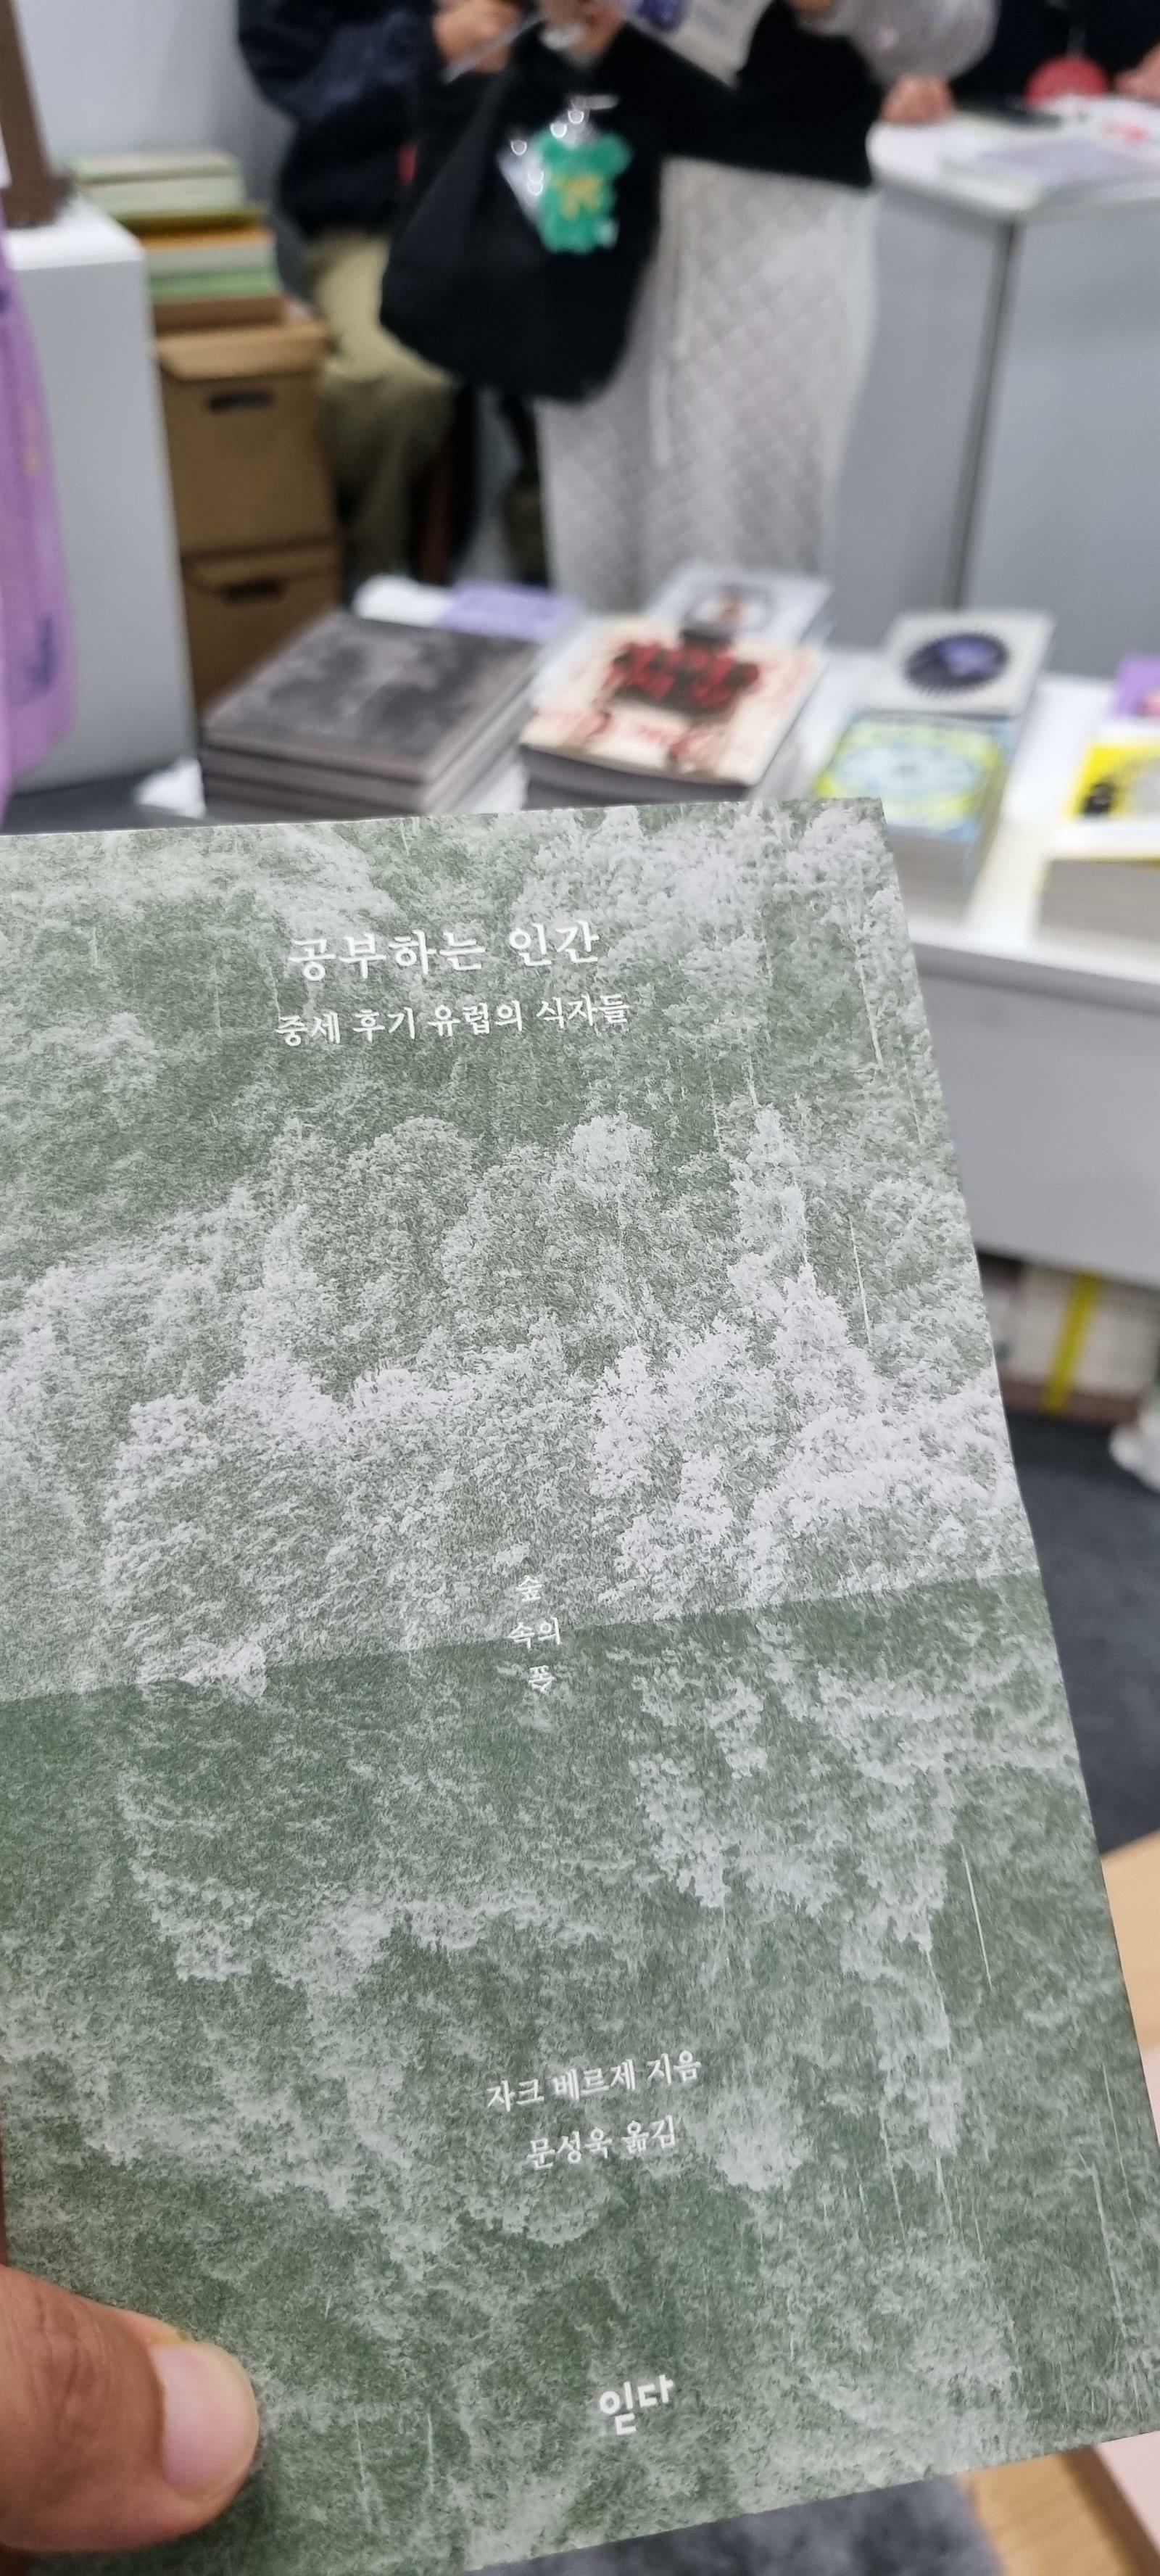 공부하는 인간
중세 후기 유럽의 식자들
숲
속의
폭
자크 베르제 지음
문성욱 옮김
읻다